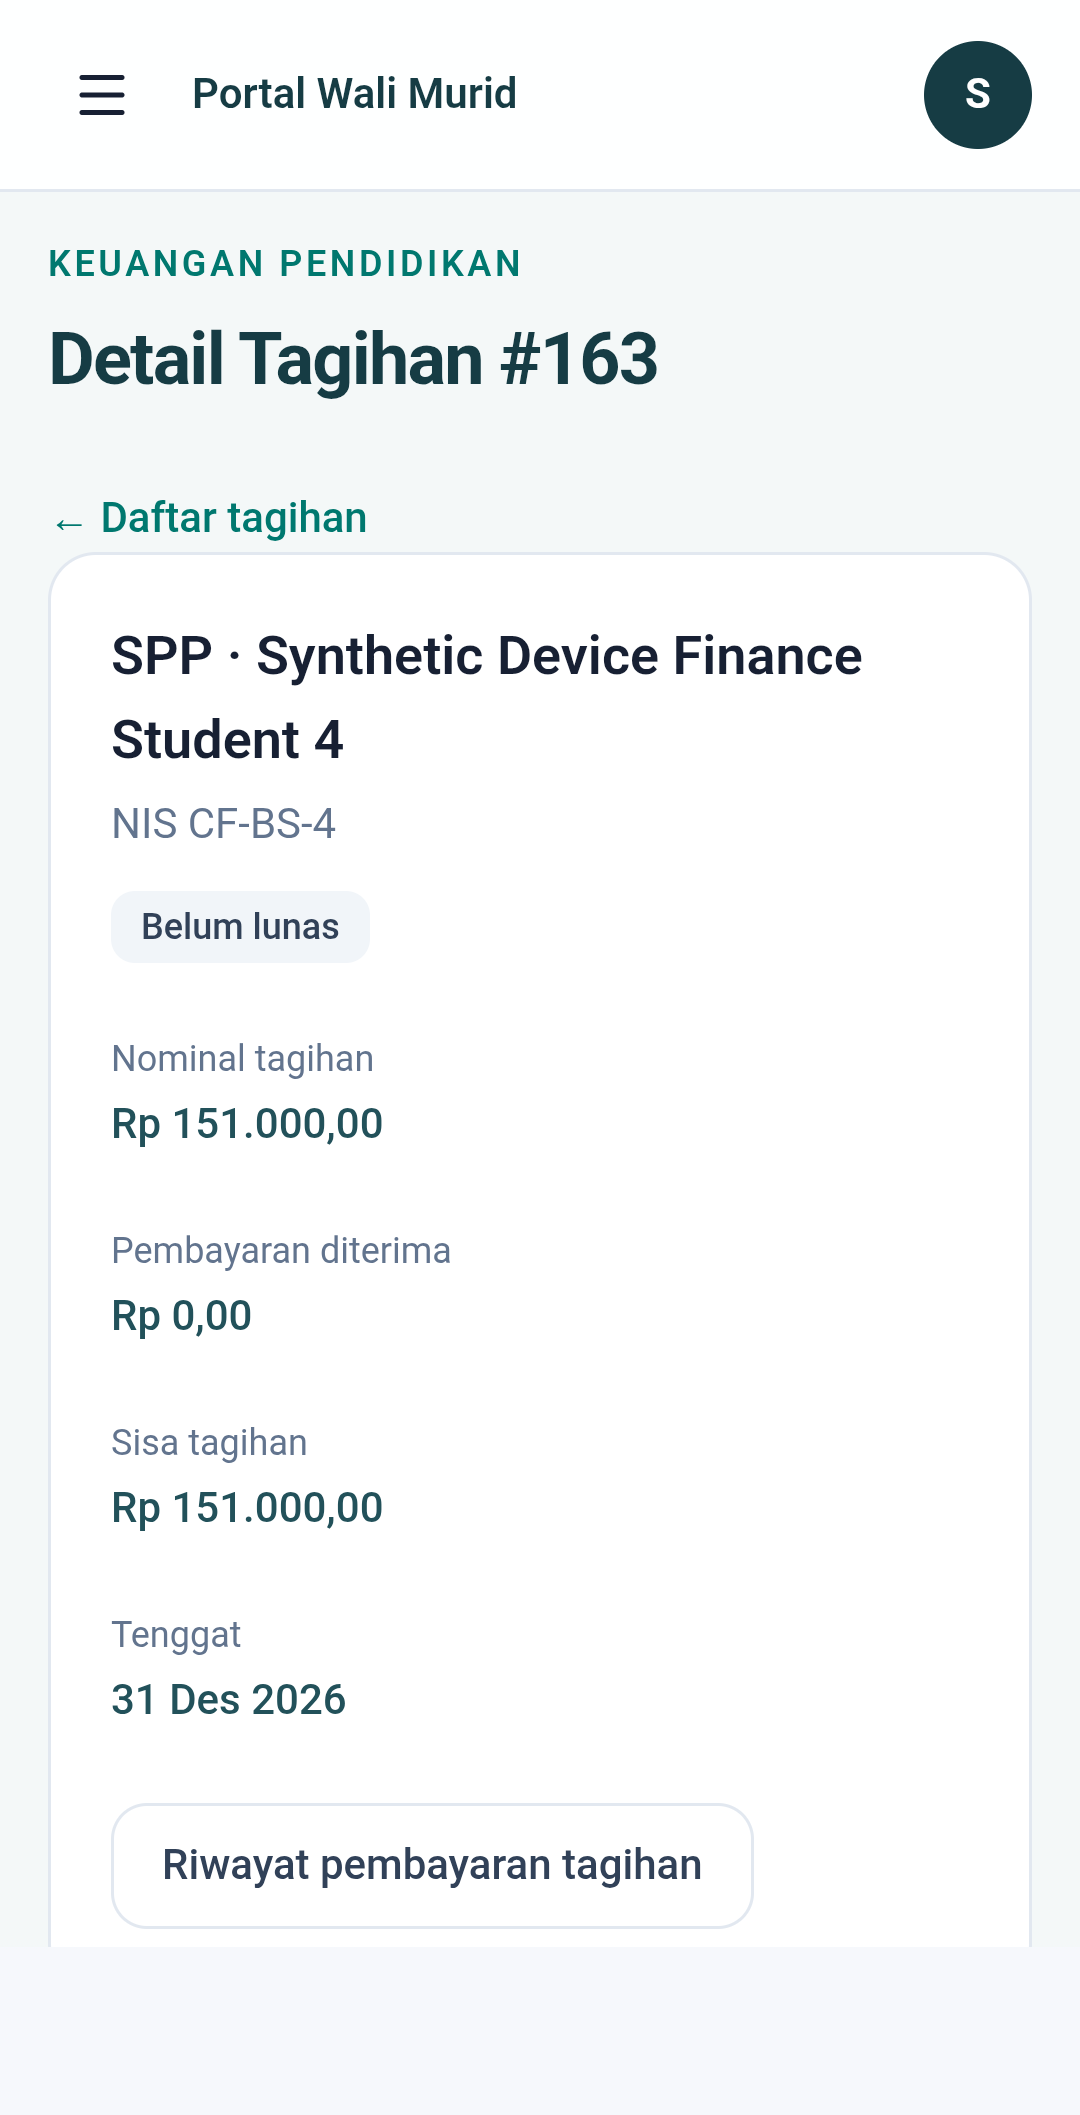 Portal Wali Murid
S
KEUANGAN PENDIDIKAN
Detail Tagihan #163
← Daftar tagihan
SPP · Synthetic Device Finance
Student 4
NIS CF-BS-4
Belum lunas
Nominal tagihan
Rp 151.000,00
Pembayaran diterima
Rp 0,00
Sisa tagihan
Rp 151.000,00
Tenggat
31 Des 2026
Riwayat pembayaran tagihan